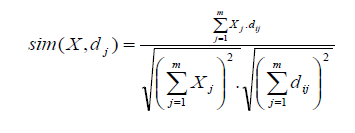 sim(X,d_j) = \frac{\sum_{j=1}^{m} X_j . d_{ij}}{\sqrt{\left(\sum_{j=1}^{m} X_j\right)^2} . \sqrt{\left(\sum_{j=1}^{m} d_{ij}\right)^2}}